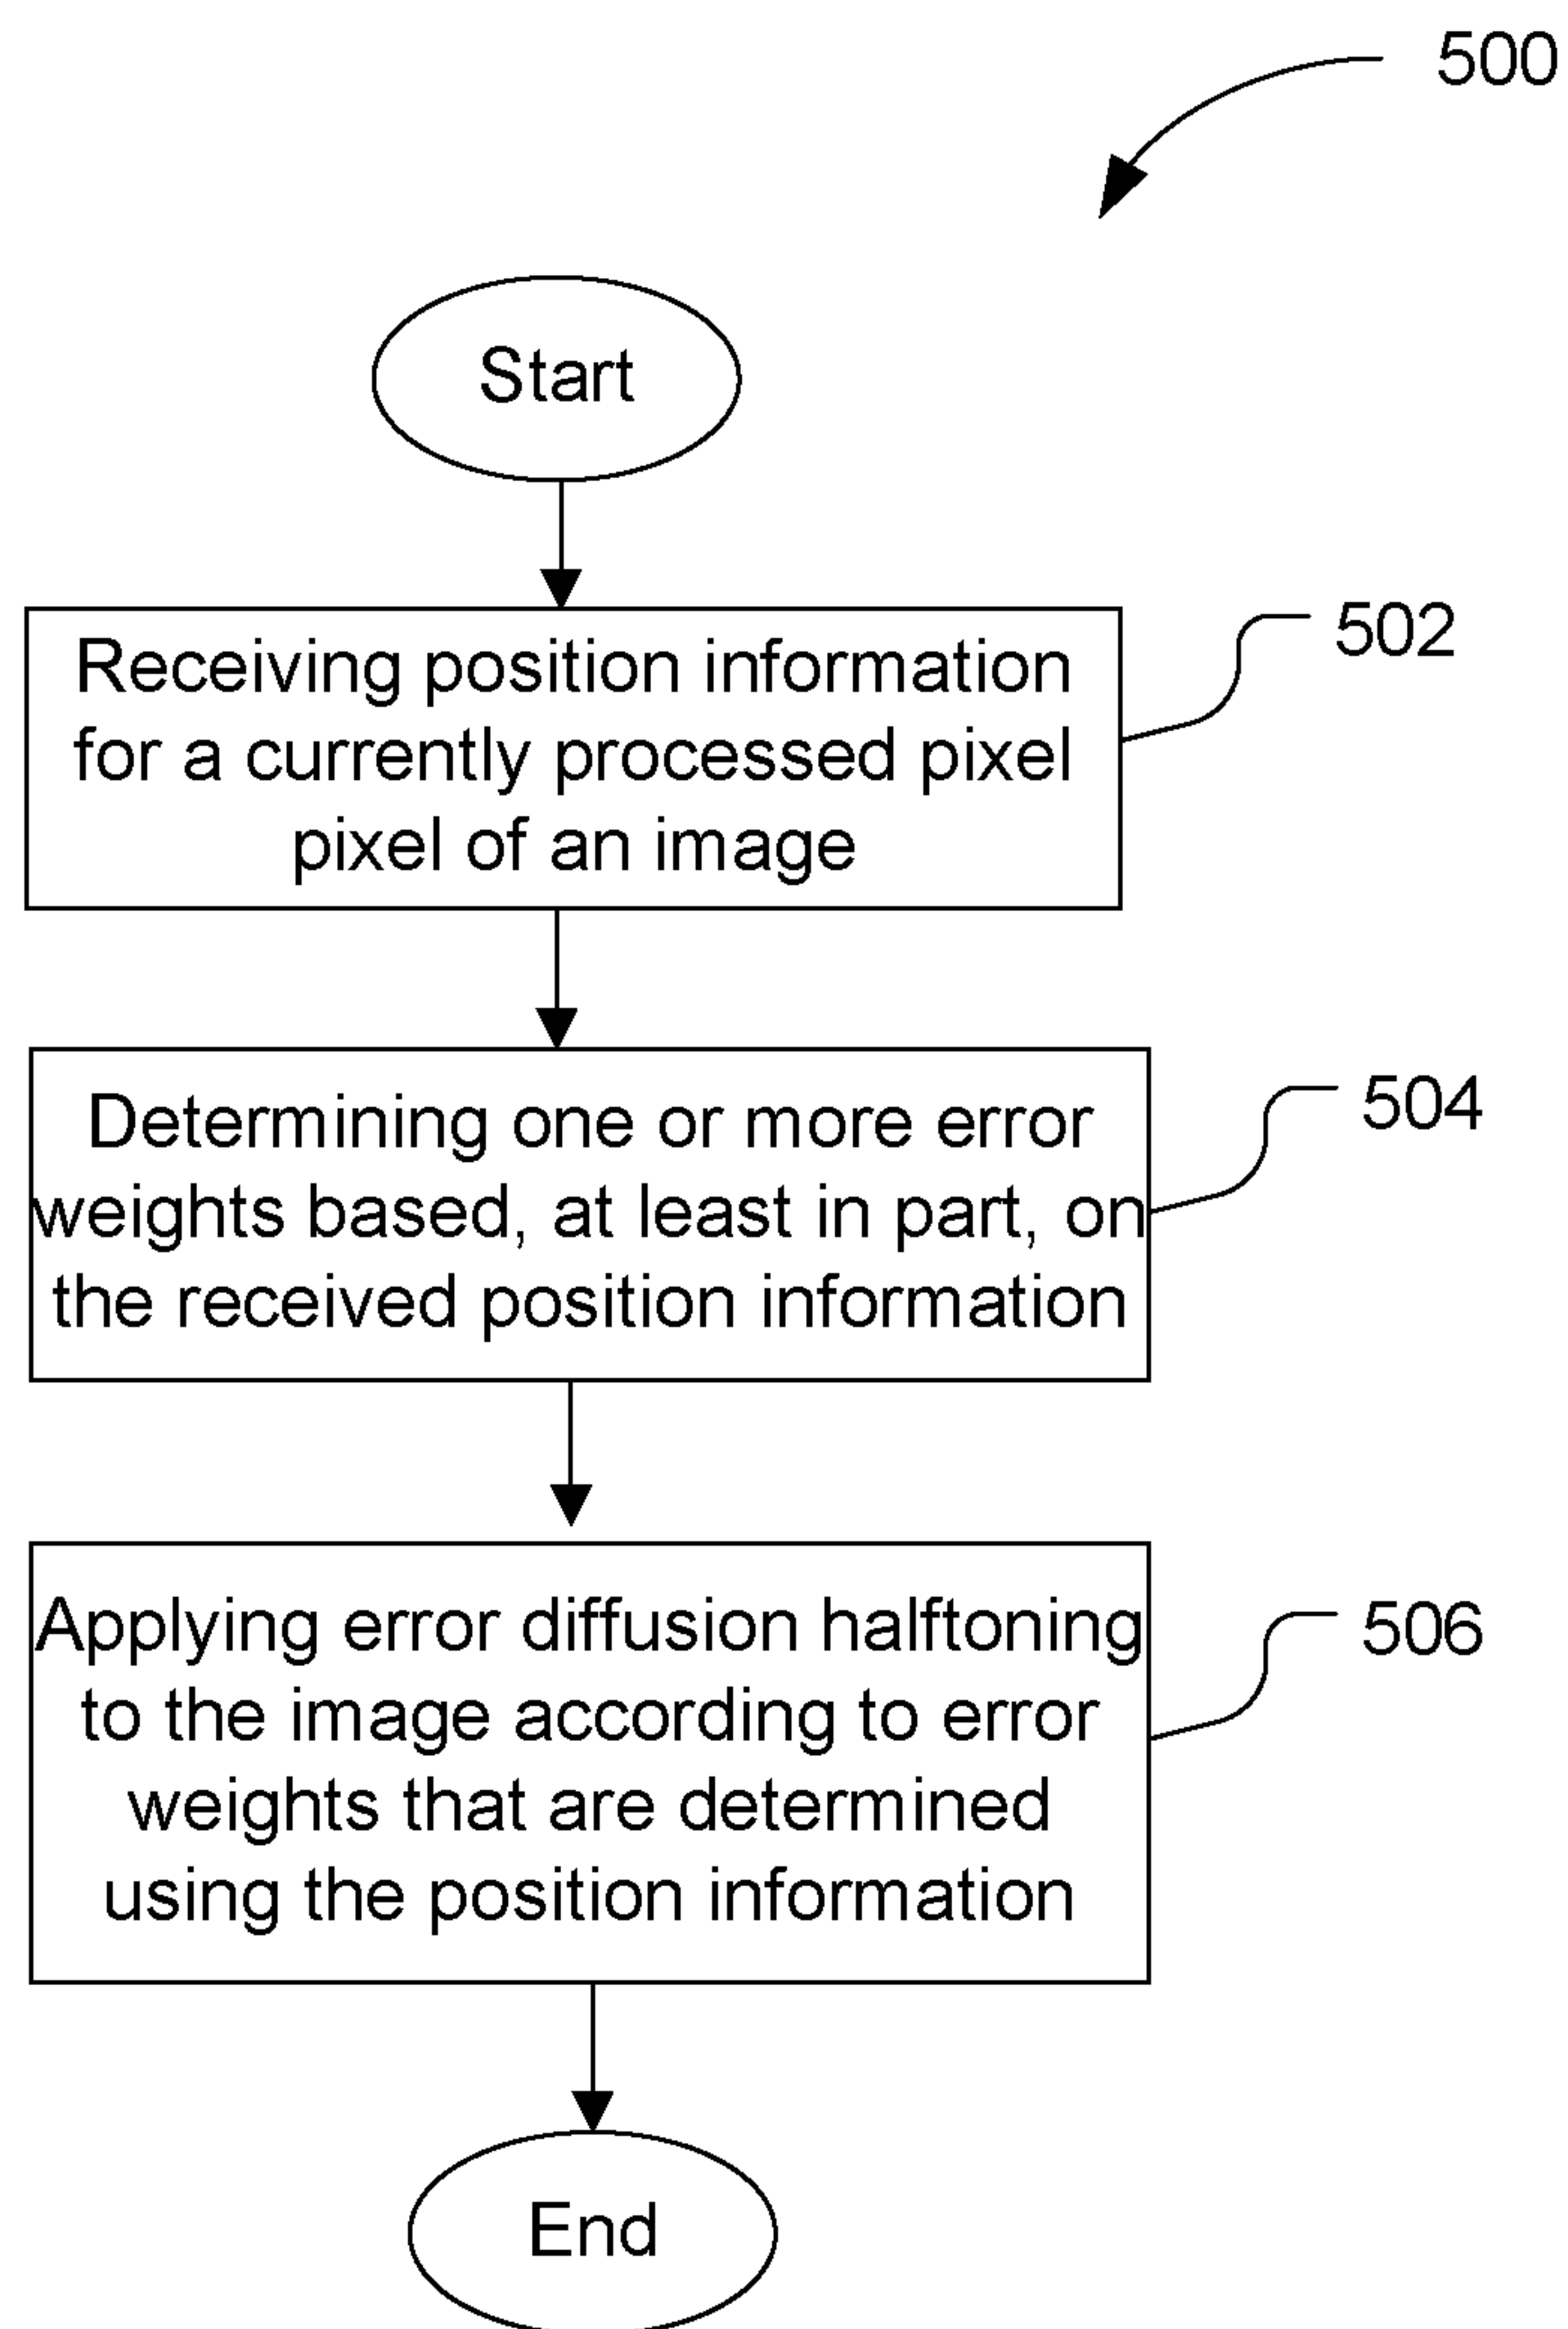 500
Start
Receiving position information
for a currently processed pixel
pixel of an image
502
Determining one or more error
weights based, at least in part, on
the received position information
504
Applying error diffusion halftoning
to the image according to error
weights that are determined
using the position information
506
End